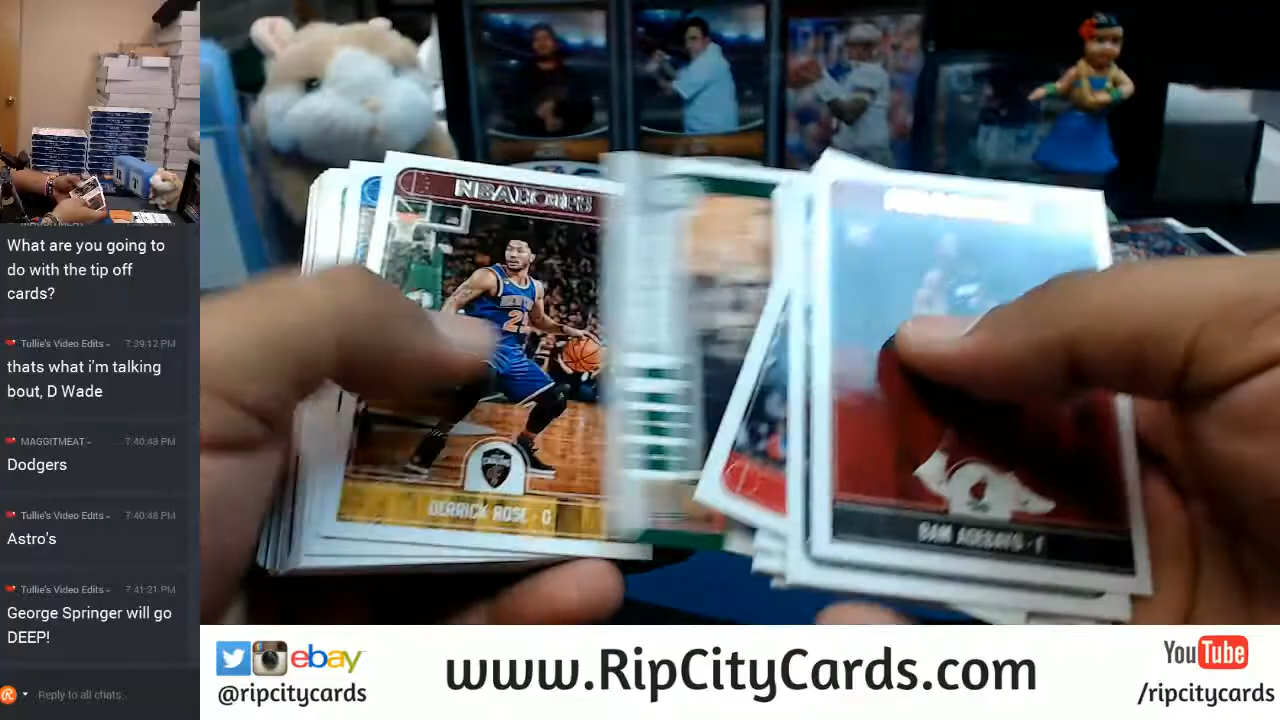 What are you going to
do with the tip off
cards?
Tullie's Video Edits - 7:39:12 PM
thats what i'm talking
bout, D Wade
MAGGITMEAT - 7:40:43 PM
Dodgers
Tullie's Video Edits - 7:40:48 PM
Astro's
Tullie's Video Edits - 7:41:21 PM
George Springer will go
DEEP!
Reply to all chats..
NBA HOOPS
DERRICK ROSE · G
BAM ADEBAYO · F
ebay
@ripcitycards
www.RipCityCards.com
YouTube
/ripcitycards